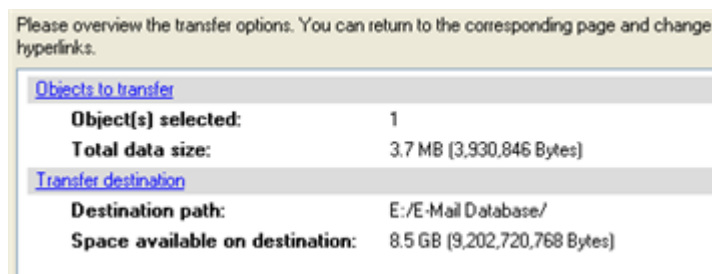 Please overview the transfer options. You can return to the corresponding page and change
hyperlinks.
Objects to transfer
Object(s) selected: 1
Total data size: 3.7 MB (3,930,846 Bytes)
Transfer destination
Destination path: E:/E-Mail Database/
Space available on destination: 8.5 GB (9,202,720,768 Bytes)